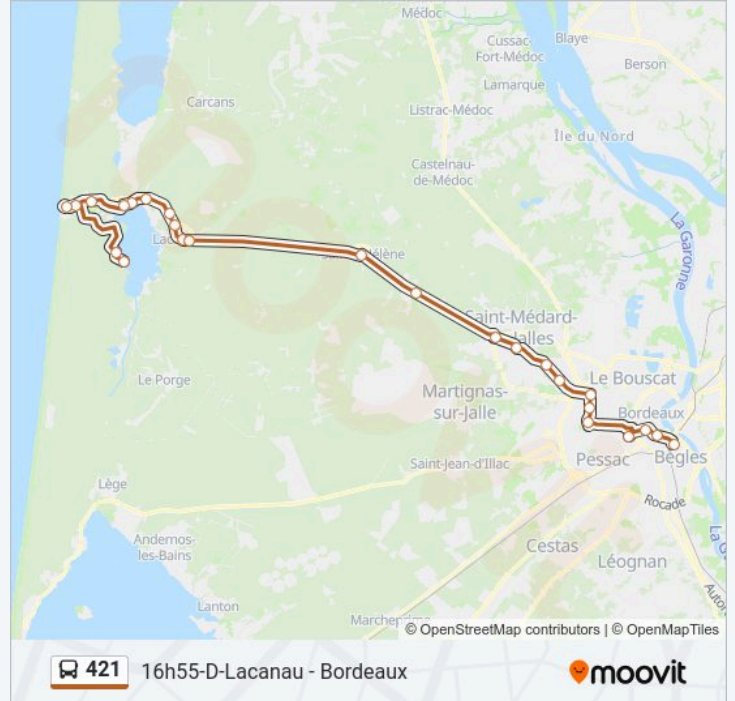 Médoc
Cussac-
Fort-Médoc
Blaye
Berson
Lamarque
Carcans
Listrac-Médoc
Île du Nord
Castelnau-
de-Médoc
La Garonne
Saint-Médard-
Le Porge
Le Bouscat
Martignas-
sur-Jalle
Bordeaux
Saint-Jean-d'Illac
Pessac
Bègles
Lège
Rocade
Andernos-
les-Bains
Cestas
Léognan
Lanton
© OpenStreetMap contributors | © OpenMapTiles
421 16h55-D-Lacanau - Bordeaux
moovit